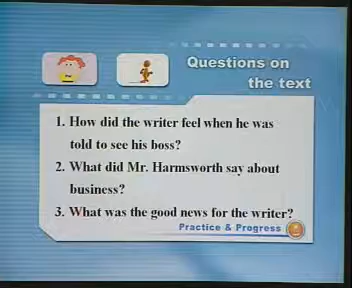 Questions on
the text
1. How did the writer feel when he was
told to see his boss?
2. What did Mr. Harmsworth say about
business?
3. What was the good news for the writer?
Practice & Progress